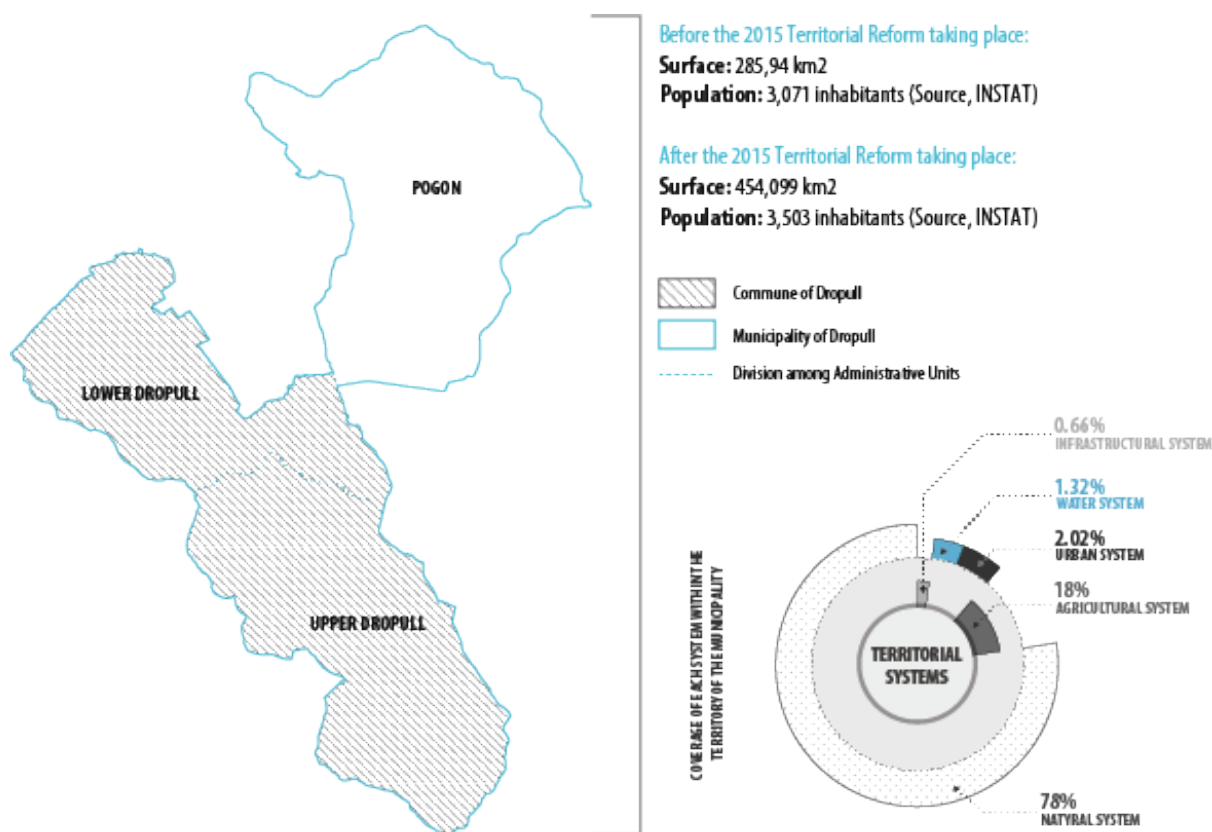 POGON
LOWER DROPULL
UPPER DROPULL
Before the 2015 Territorial Reform taking place:
Surface: 285,94 km2
Population: 3,071 inhabitants (Source, INSTAT)
After the 2015 Territorial Reform taking place:
Surface: 454,099 km2
Population: 3,503 inhabitants (Source, INSTAT)
Commune of Dropull
Municipality of Dropull
Division among Administrative Units
COVERAGE OF EACH SYSTEM WITHIN THE
TERRITORY OF THE MUNICIPALITY
TERRITORIAL
SYSTEMS
0.66%
INFRASTRUCTURAL SYSTEM
1.32%
WATER SYSTEM
2.02%
URBAN SYSTEM
18%
AGRICULTURAL SYSTEM
78%
NATYRAL SYSTEM